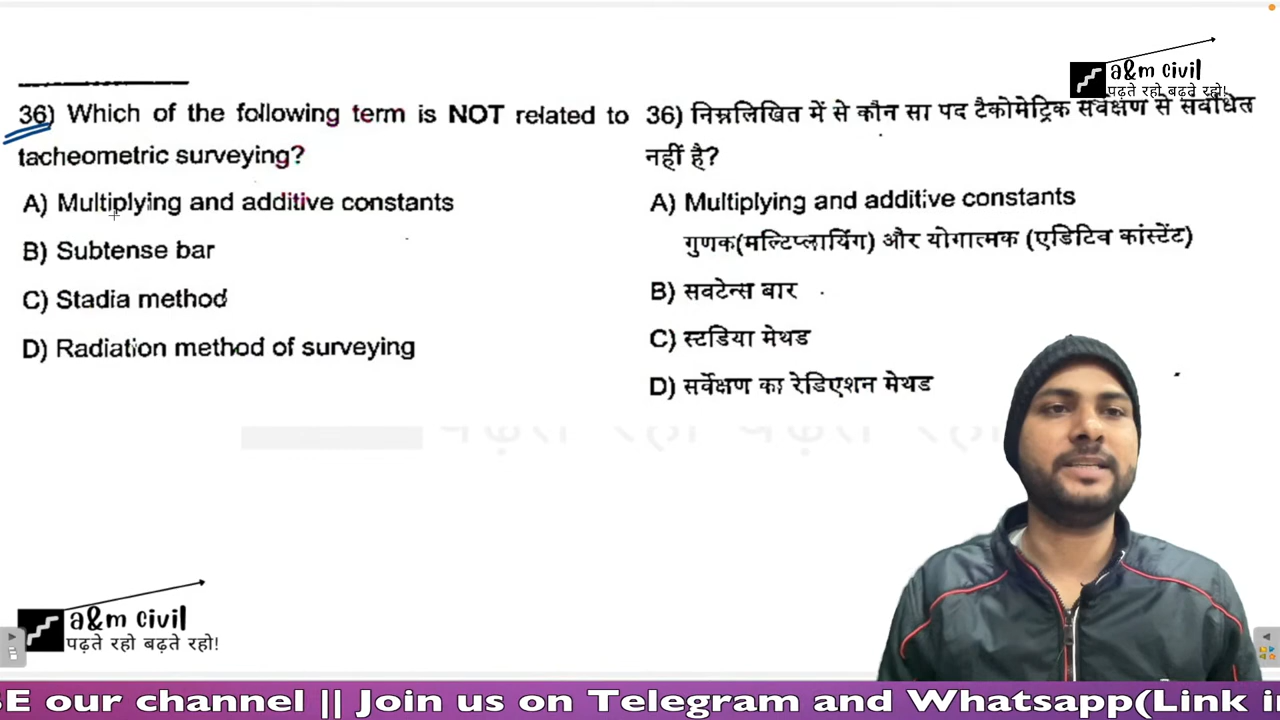 a&m civil
पढ़ते रहो बढ़ते रहो!
36) Which of the following term is NOT related to
tacheometric surveying?
A) Multiplying and additive constants
B) Subtense bar
C) Stadia method
D) Radiation method of surveying
36) निम्नलिखित में से कौन सा पद टैकोमेट्रिक सर्वेक्षण से संबंधित
नहीं है?
A) Multiplying and additive constants
गुणक(मल्टिप्लायिंग) और योगात्मक (एडिटिव कांस्टेंट)
B) सवटेन्स बार
C) स्टडिया मेथड
D) सर्वेक्षण का रेडिएशन मेथड
a&m civil
पढ़ते रहो बढ़ते रहो!
E our channel || Join us on Telegram and Whatsapp(Link i